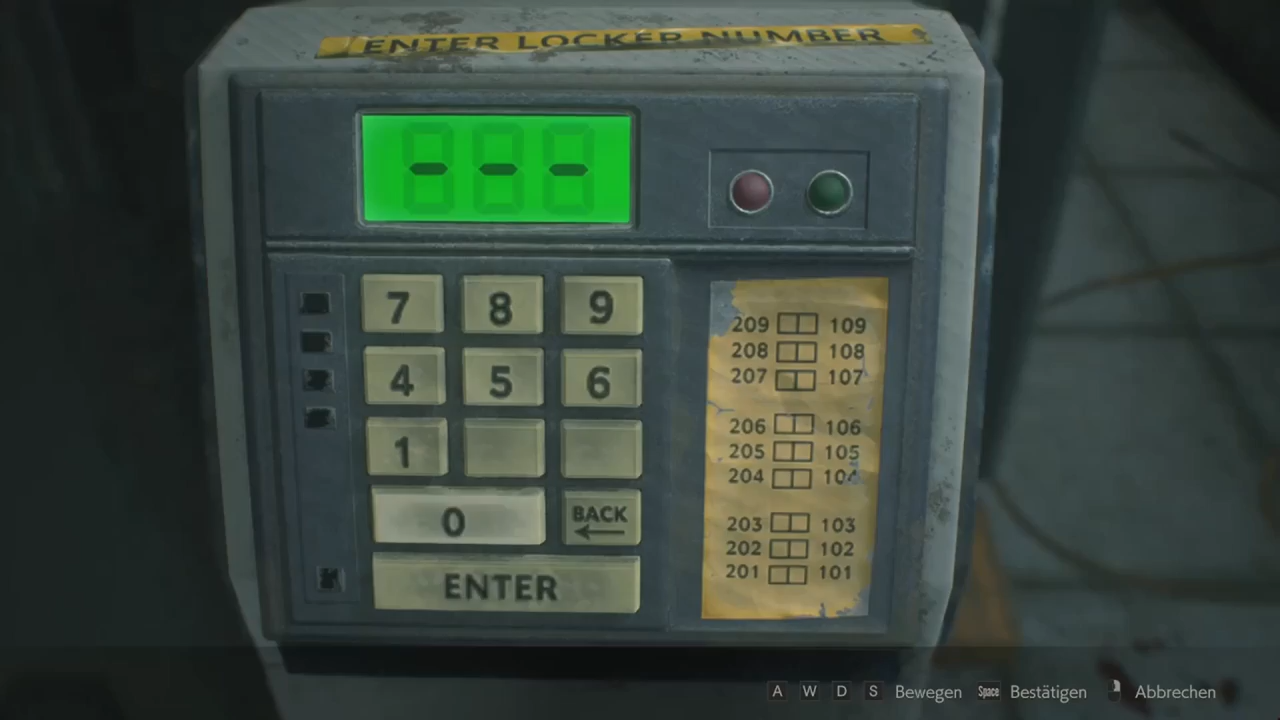 ENTER LOCKER NUMBER
- - -
7 8 9
4 5 6
1
0 BACK
ENTER
209 109
208 108
207 107
206 106
205 105
204 104
203 103
202 102
201 101
A W D S Bewegen Space Bestätigen Abbrechen